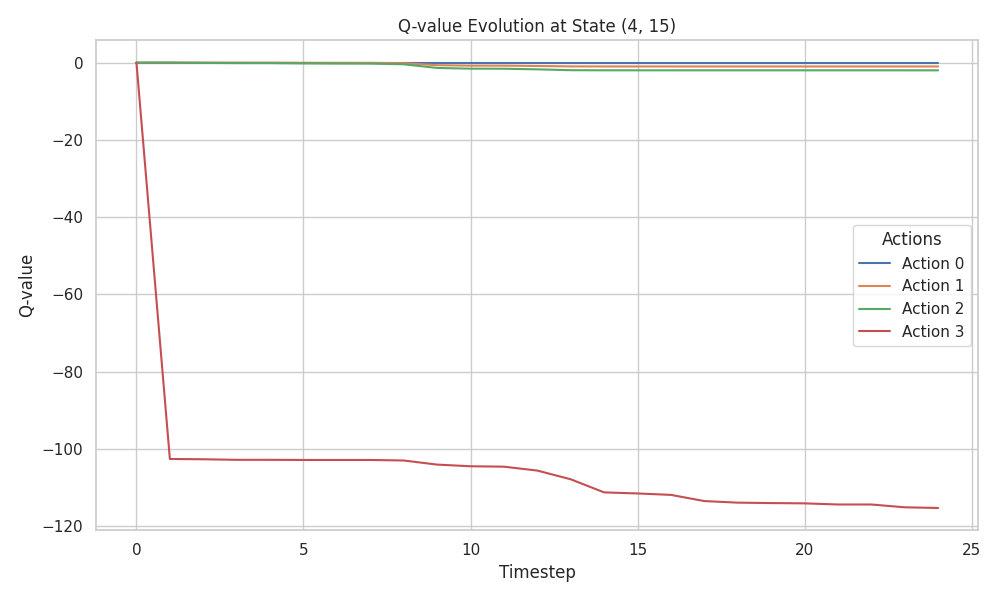 Q-value Evolution at State (4, 15)
Q-value
0
−20
−40
−60
−80
−100
−120
Actions
Action 0
Action 1
Action 2
Action 3
0
5
10
15
20
25
Timestep